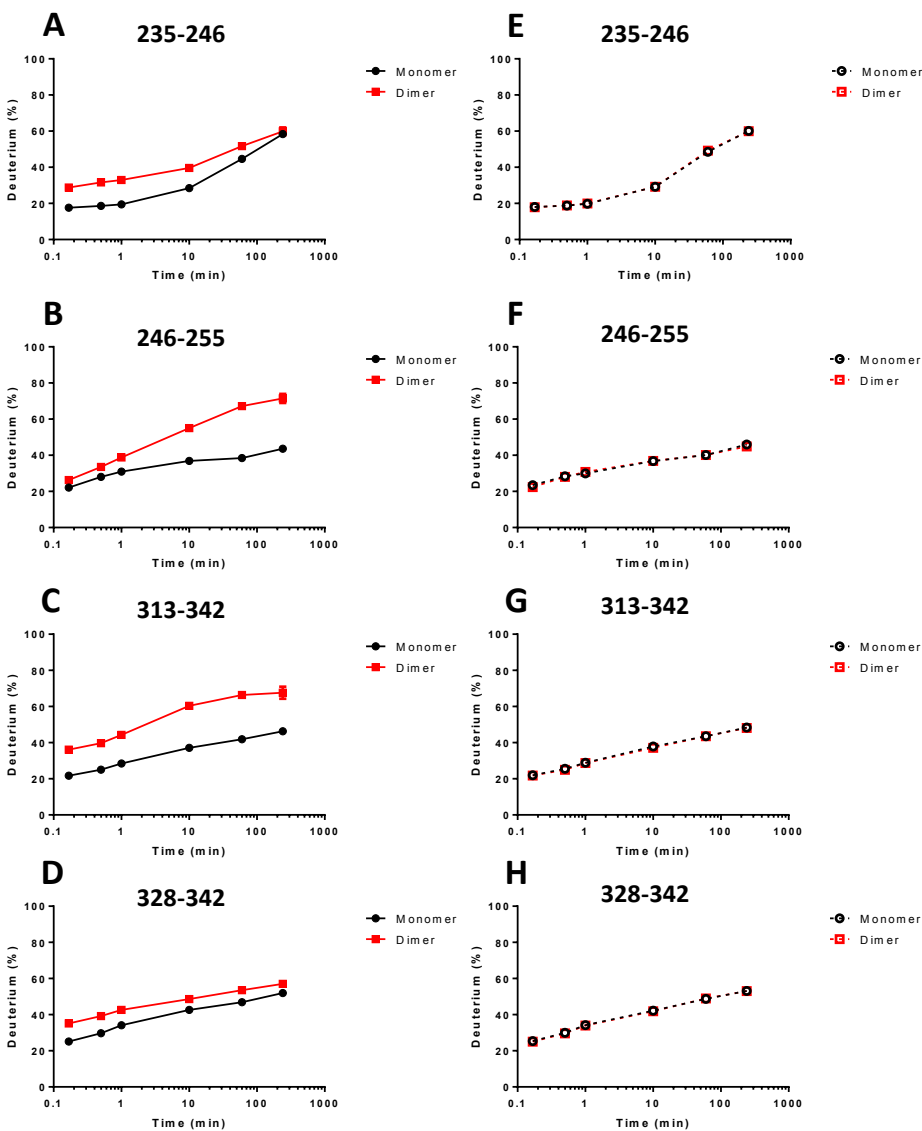 A
235-246
100
80
60
40
20
0
0.1
1
10
100
1000
Deuterium (%)
Time (min)
Monomer
Dimer
E
235-246
100
80
60
40
20
0
0.1
1
10
100
1000
Deuterium (%)
Time (min)
Monomer
Dimer
B
246-255
100
80
60
40
20
0
0.1
1
10
100
1000
Deuterium (%)
Time (min)
Monomer
Dimer
F
246-255
100
80
60
40
20
0
0.1
1
10
100
1000
Deuterium (%)
Time (min)
Monomer
Dimer
C
313-342
100
80
60
40
20
0
0.1
1
10
100
1000
Deuterium (%)
Time (min)
Monomer
Dimer
G
313-342
100
80
60
40
20
0
0.1
1
10
100
1000
Deuterium (%)
Time (min)
Monomer
Dimer
D
328-342
100
80
60
40
20
0
0.1
1
10
100
1000
Deuterium (%)
Time (min)
Monomer
Dimer
H
328-342
100
80
60
40
20
0
0.1
1
10
100
1000
Deuterium (%)
Time (min)
Monomer
Dimer